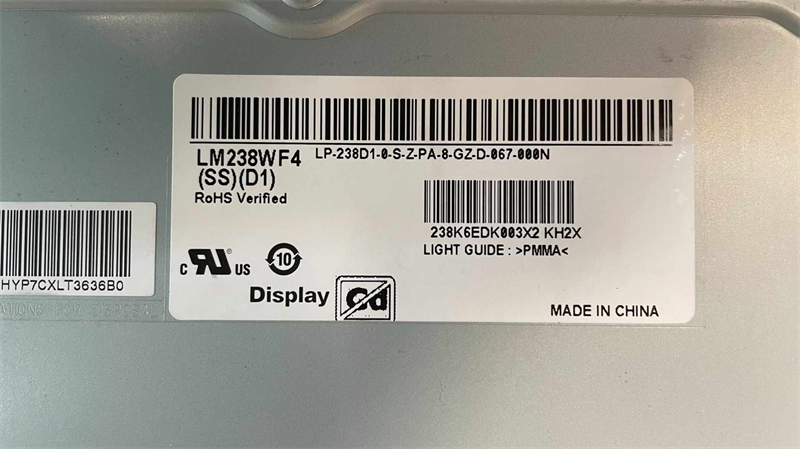 LM238WF4
LP-238D1-0-S-Z-PA-8-GZ-D-067-000N
(SS)(D1)
RoHS Verified
238K6EDK003X2 KH2X
LIGHT GUIDE : >PMMA<
HYP7CXLT3636B0
c RU US
10
Display Cd
MADE IN CHINA